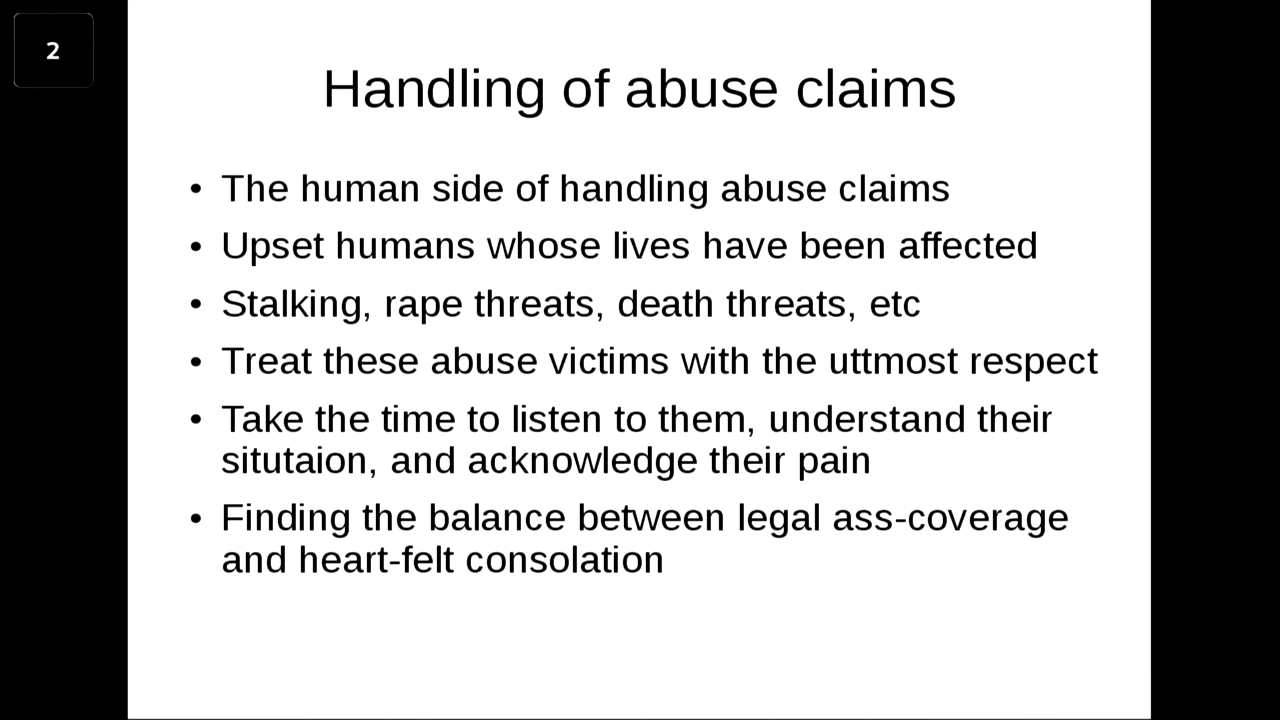 2
Handling of abuse claims
• The human side of handling abuse claims
• Upset humans whose lives have been affected
• Stalking, rape threats, death threats, etc
• Treat these abuse victims with the uttmost respect
• Take the time to listen to them, understand their
situtaion, and acknowledge their pain
• Finding the balance between legal ass-coverage
and heart-felt consolation